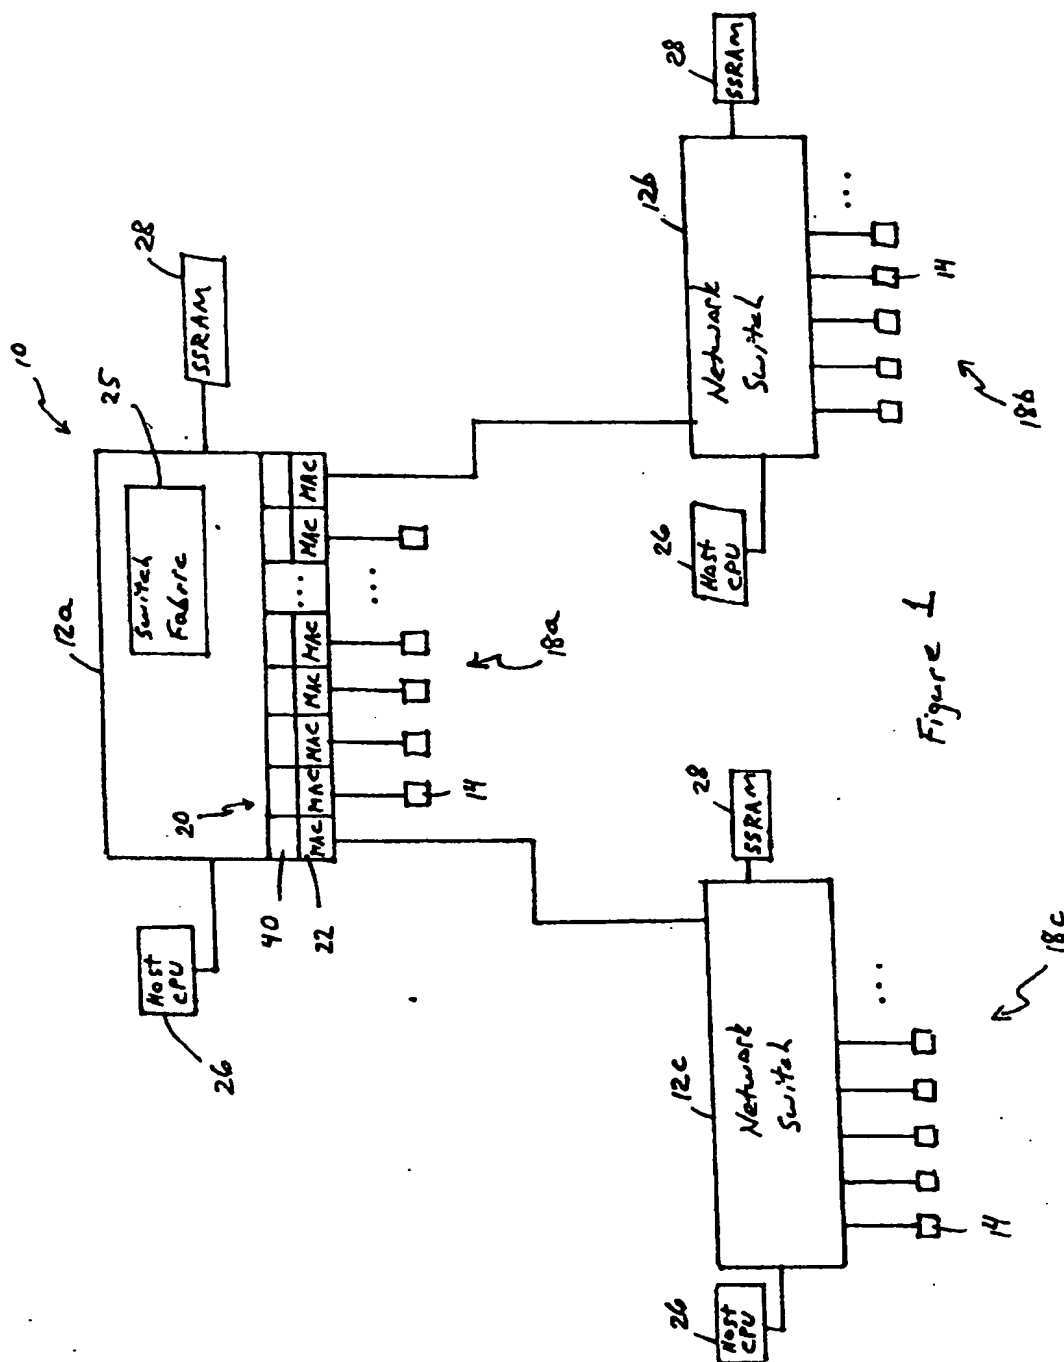 10
12a
25
28
Switch
Fabric
SSRAM
Host
CPU
26
20
40
22
MAC
MAC
MAC
MAC
MAC
...
MAC
MAC
14
...
18a
12c
28
Network
Switch
SSRAM
26
Host
CPU
14
...
18c
12b
28
Network
Switch
SSRAM
26
Host
CPU
14
...
18b
Figure 1